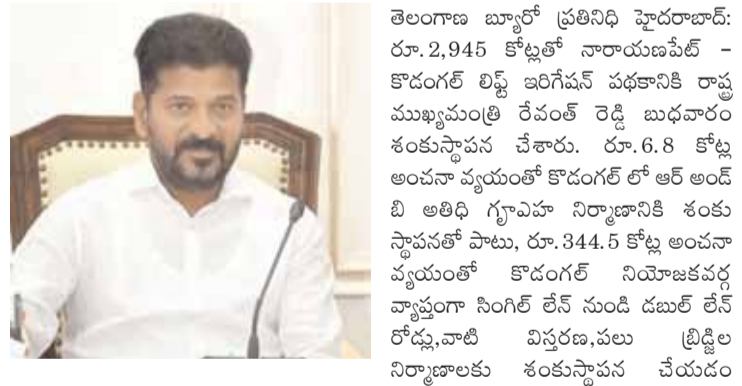 తెలంగాణ బ్యూరో ప్రతినిధి హైదరాబాద్:
రూ.2,945 కోట్లతో నారాయణపేట్ –
కొడంగల్ లిఫ్ట్ ఇరిగేషన్ పథకానికి రాష్ట్ర
ముఖ్యమంత్రి రేవంత్ రెడ్డి బుధవారం
శంకుస్థాపన చేశారు. రూ.6.8 కోట్ల
అంచనా వ్యయంతో కొడంగల్ లో ఆర్ అండ్
బి అతిధి గృఎహ నిర్మాణానికి శంకు
స్థాపనతో పాటు, రూ.344.5 కోట్ల అంచనా
వ్యయంతో కొడంగల్ నియోజకవర్గ
వ్యాప్తంగా సింగిల్ లేన్ నుండి డబుల్ లేన్
రోడ్లు,వాటి విస్తరణ,పలు బ్రిడ్జిల
నిర్మాణాలకు శంకుస్థాపన చేయడం